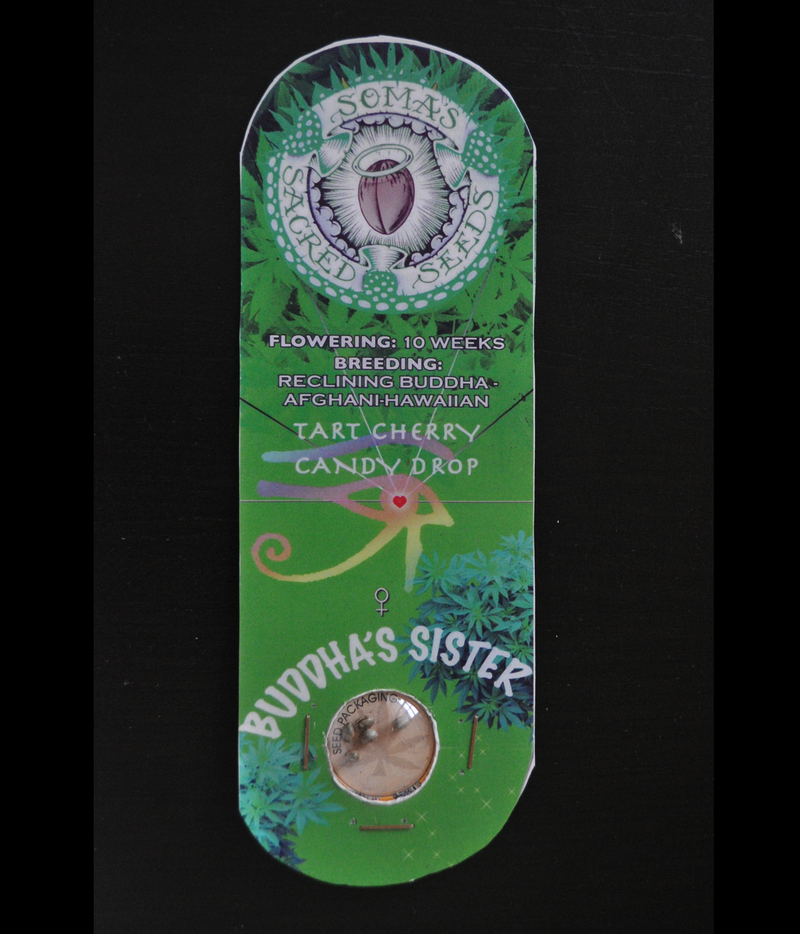 SOMA'S
SACRED SEEDS
FLOWERING: 10 WEEKS
BREEDING:
RECLINING BUDDHA -
AFGHANI-HAWAIIAN
TART CHERRY
CANDY DROP
BUDDHA'S SISTER
SEED PACKAGING